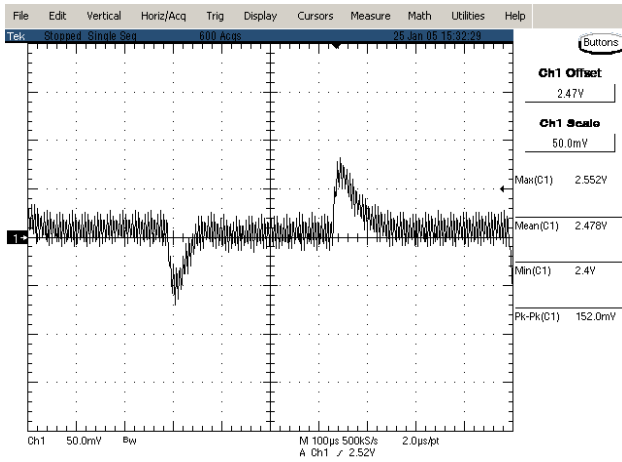 File Edit Vertical Horiz/Acq Trig Display Cursors Measure Math Utilities Help
Tek Stopped Single Seq 600 Acqs 25 Jan 05 15:32:29
Buttons
Ch1 Offset
2.47V
Ch1 Scale
50.0mV
Max(C1) 2.552V
Mean(C1) 2.478V
1
Min(C1) 2.4V
Pk-Pk(C1) 152.0mV
Ch1 50.0mV Bw M 100µs 500kS/s 2.0µs/pt
A Ch1 ∕ 2.52V